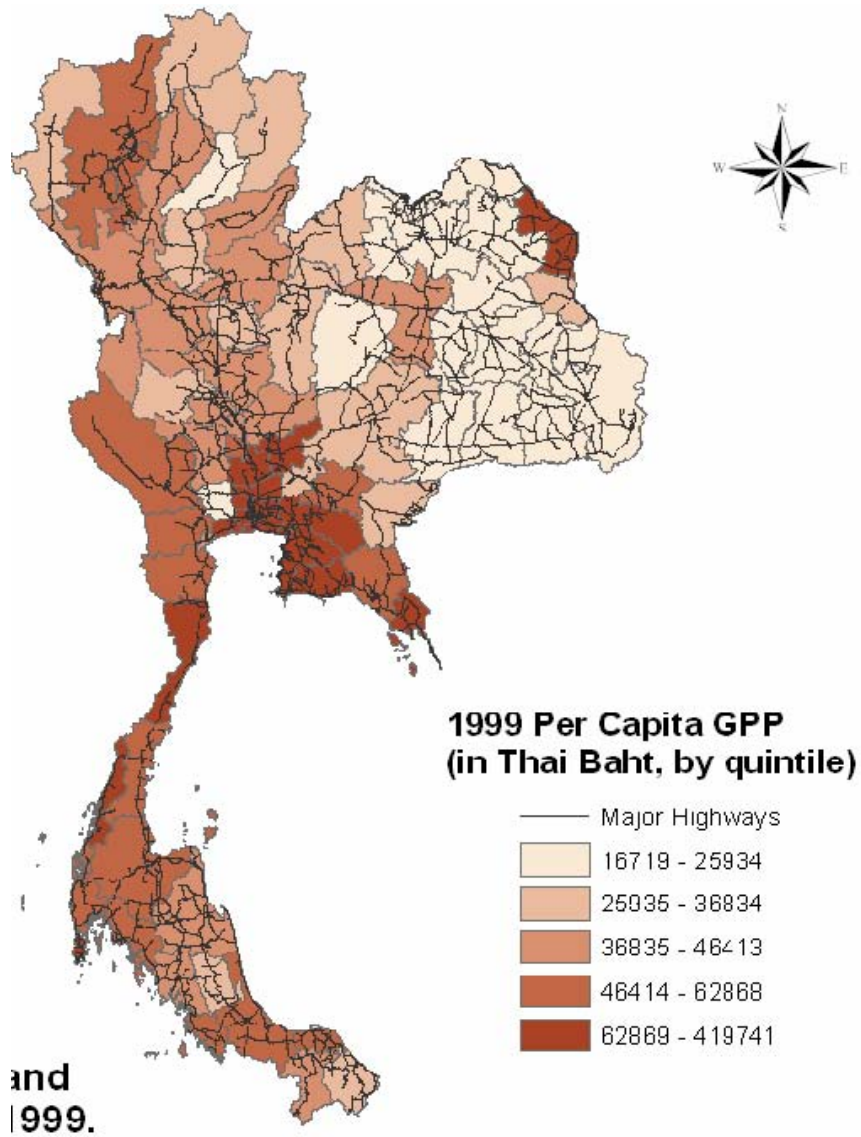 N
W E
S
1999 Per Capita GPP
(in Thai Baht, by quintile)
Major Highways
16719 - 25934
25035 - 36834
36835 - 46413
46414 - 62868
62869 - 419741
and
1999.